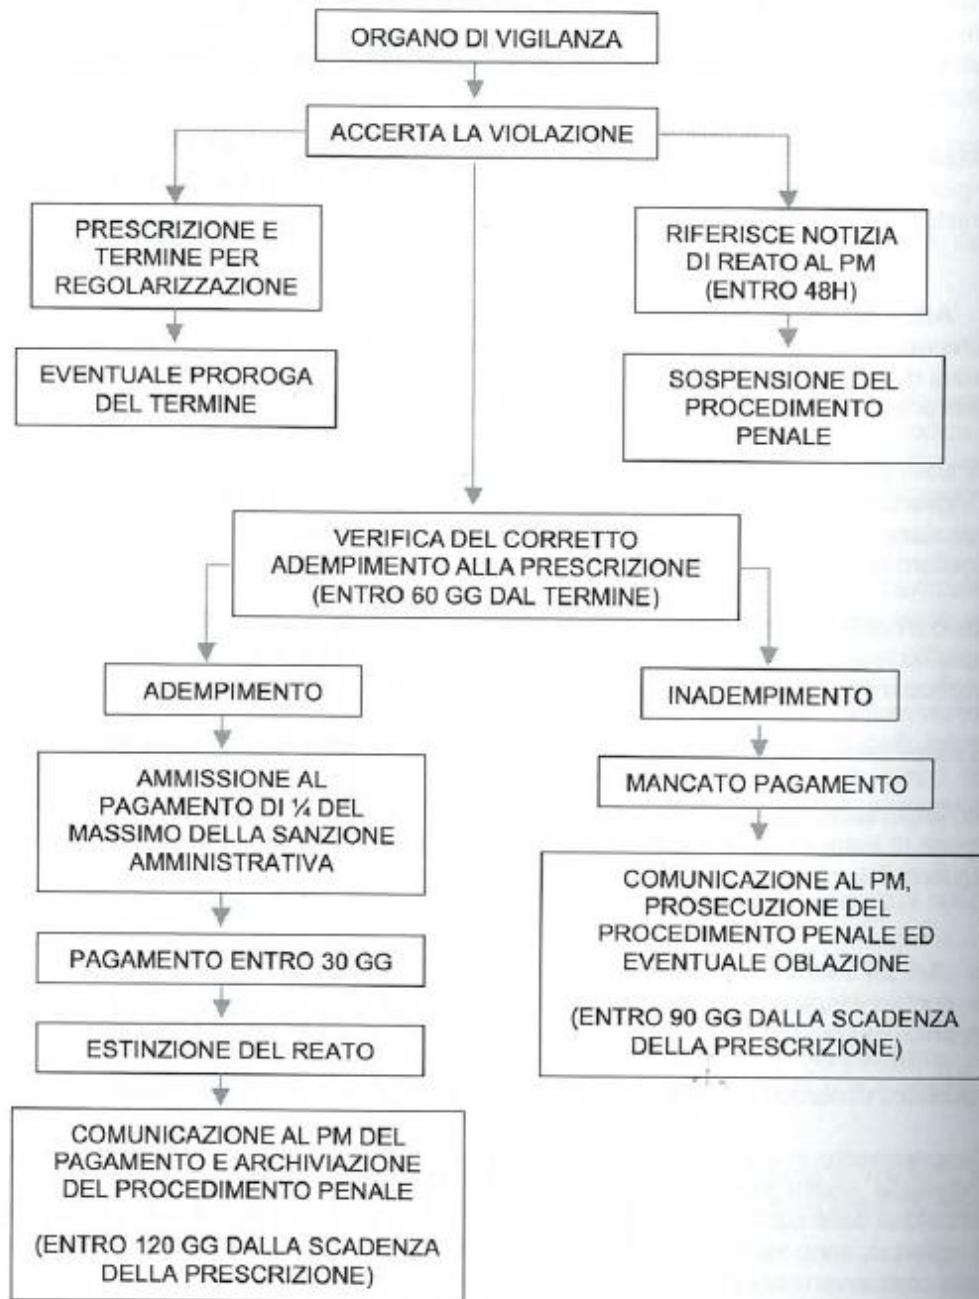 ORGANO DI VIGILANZA
ACCERTA LA VIOLAZIONE
PRESCRIZIONE E
TERMINE PER
REGOLARIZZAZIONE
EVENTUALE PROROGA
DEL TERMINE
RIFERISCE NOTIZIA
DI REATO AL PM
(ENTRO 48H)
SOSPENSIONE DEL
PROCEDIMENTO
PENALE
VERIFICA DEL CORRETTO
ADEMPIMENTO ALLA PRESCRIZIONE
(ENTRO 60 GG DAL TERMINE)
ADEMPIMENTO
AMMISSIONE AL
PAGAMENTO DI ¼ DEL
MASSIMO DELLA SANZIONE
AMMINISTRATIVA
PAGAMENTO ENTRO 30 GG
ESTINZIONE DEL REATO
COMUNICAZIONE AL PM DEL
PAGAMENTO E ARCHIVIAZIONE
DEL PROCEDIMENTO PENALE
(ENTRO 120 GG DALLA SCADENZA
DELLA PRESCRIZIONE)
INADEMPIMENTO
MANCATO PAGAMENTO
COMUNICAZIONE AL PM,
PROSECUZIONE DEL
PROCEDIMENTO PENALE ED
EVENTUALE OBLAZIONE
(ENTRO 90 GG DALLA SCADENZA
DELLA PRESCRIZIONE)